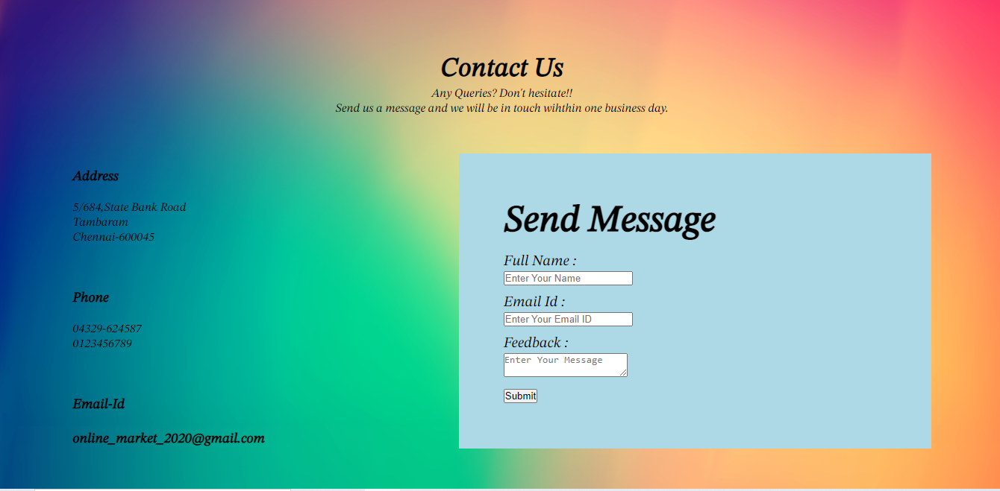 Contact Us
Any Queries? Don't hesitate!!
Send us a message and we will be in touch wihthin one business day.
Address
5/684,State Bank Road
Tambaram
Chennai-600045
Phone
04329-624587
0123456789
Email-Id
online_market_2020@gmail.com
Send Message
Full Name :
Enter Your Name
Email Id :
Enter Your Email ID
Feedback :
Enter Your Message
Submit